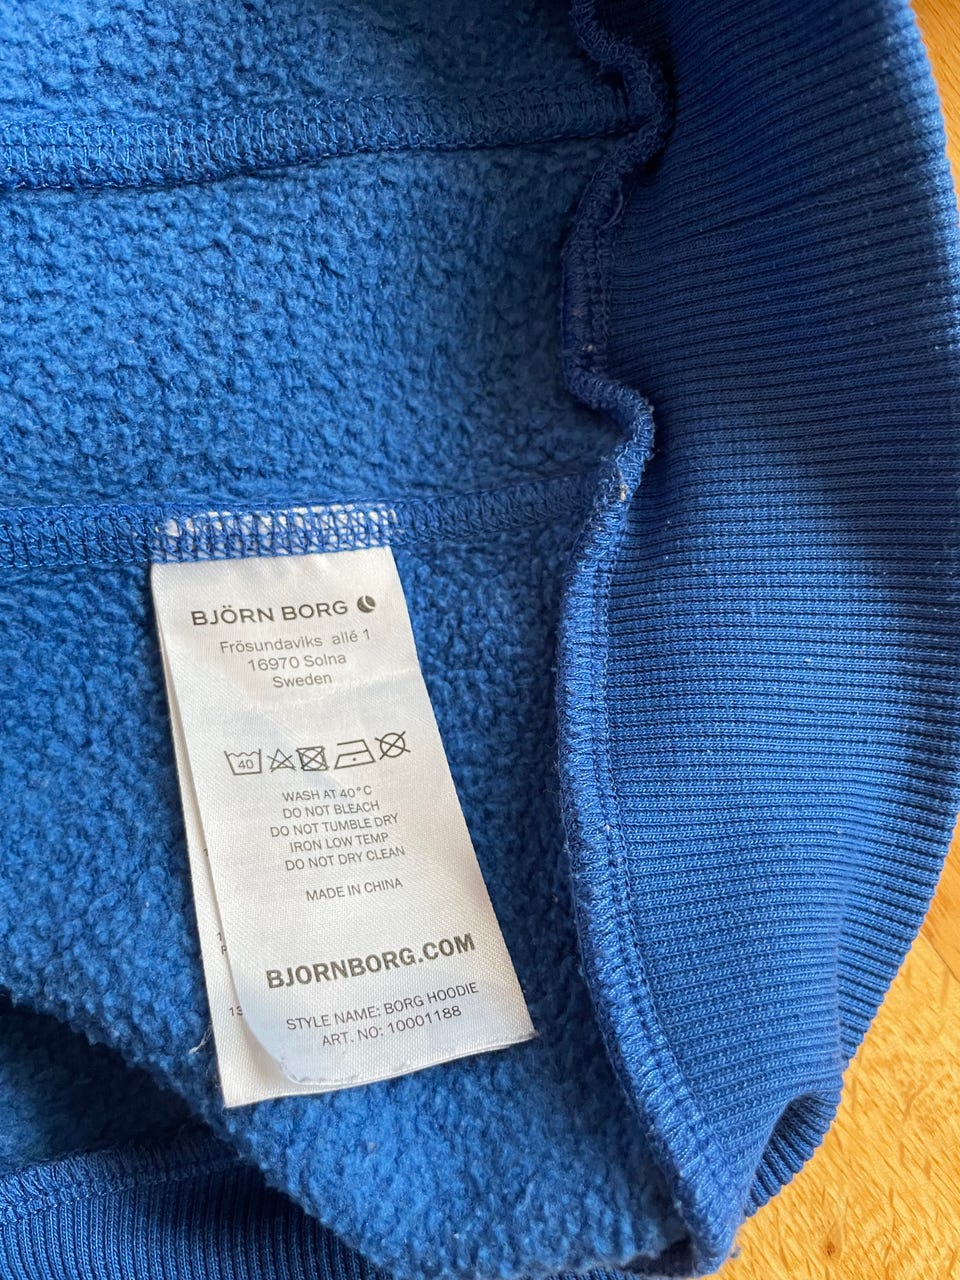 BJÖRN BORG
Frösundaviks allé 1
16970 Solna
Sweden
40
WASH AT 40°C
DO NOT BLEACH
DO NOT TUMBLE DRY
IRON LOW TEMP
DO NOT DRY CLEAN
MADE IN CHINA
BJORNBORG.COM
STYLE NAME: BORG HOODIE
ART. NO: 10001188
13